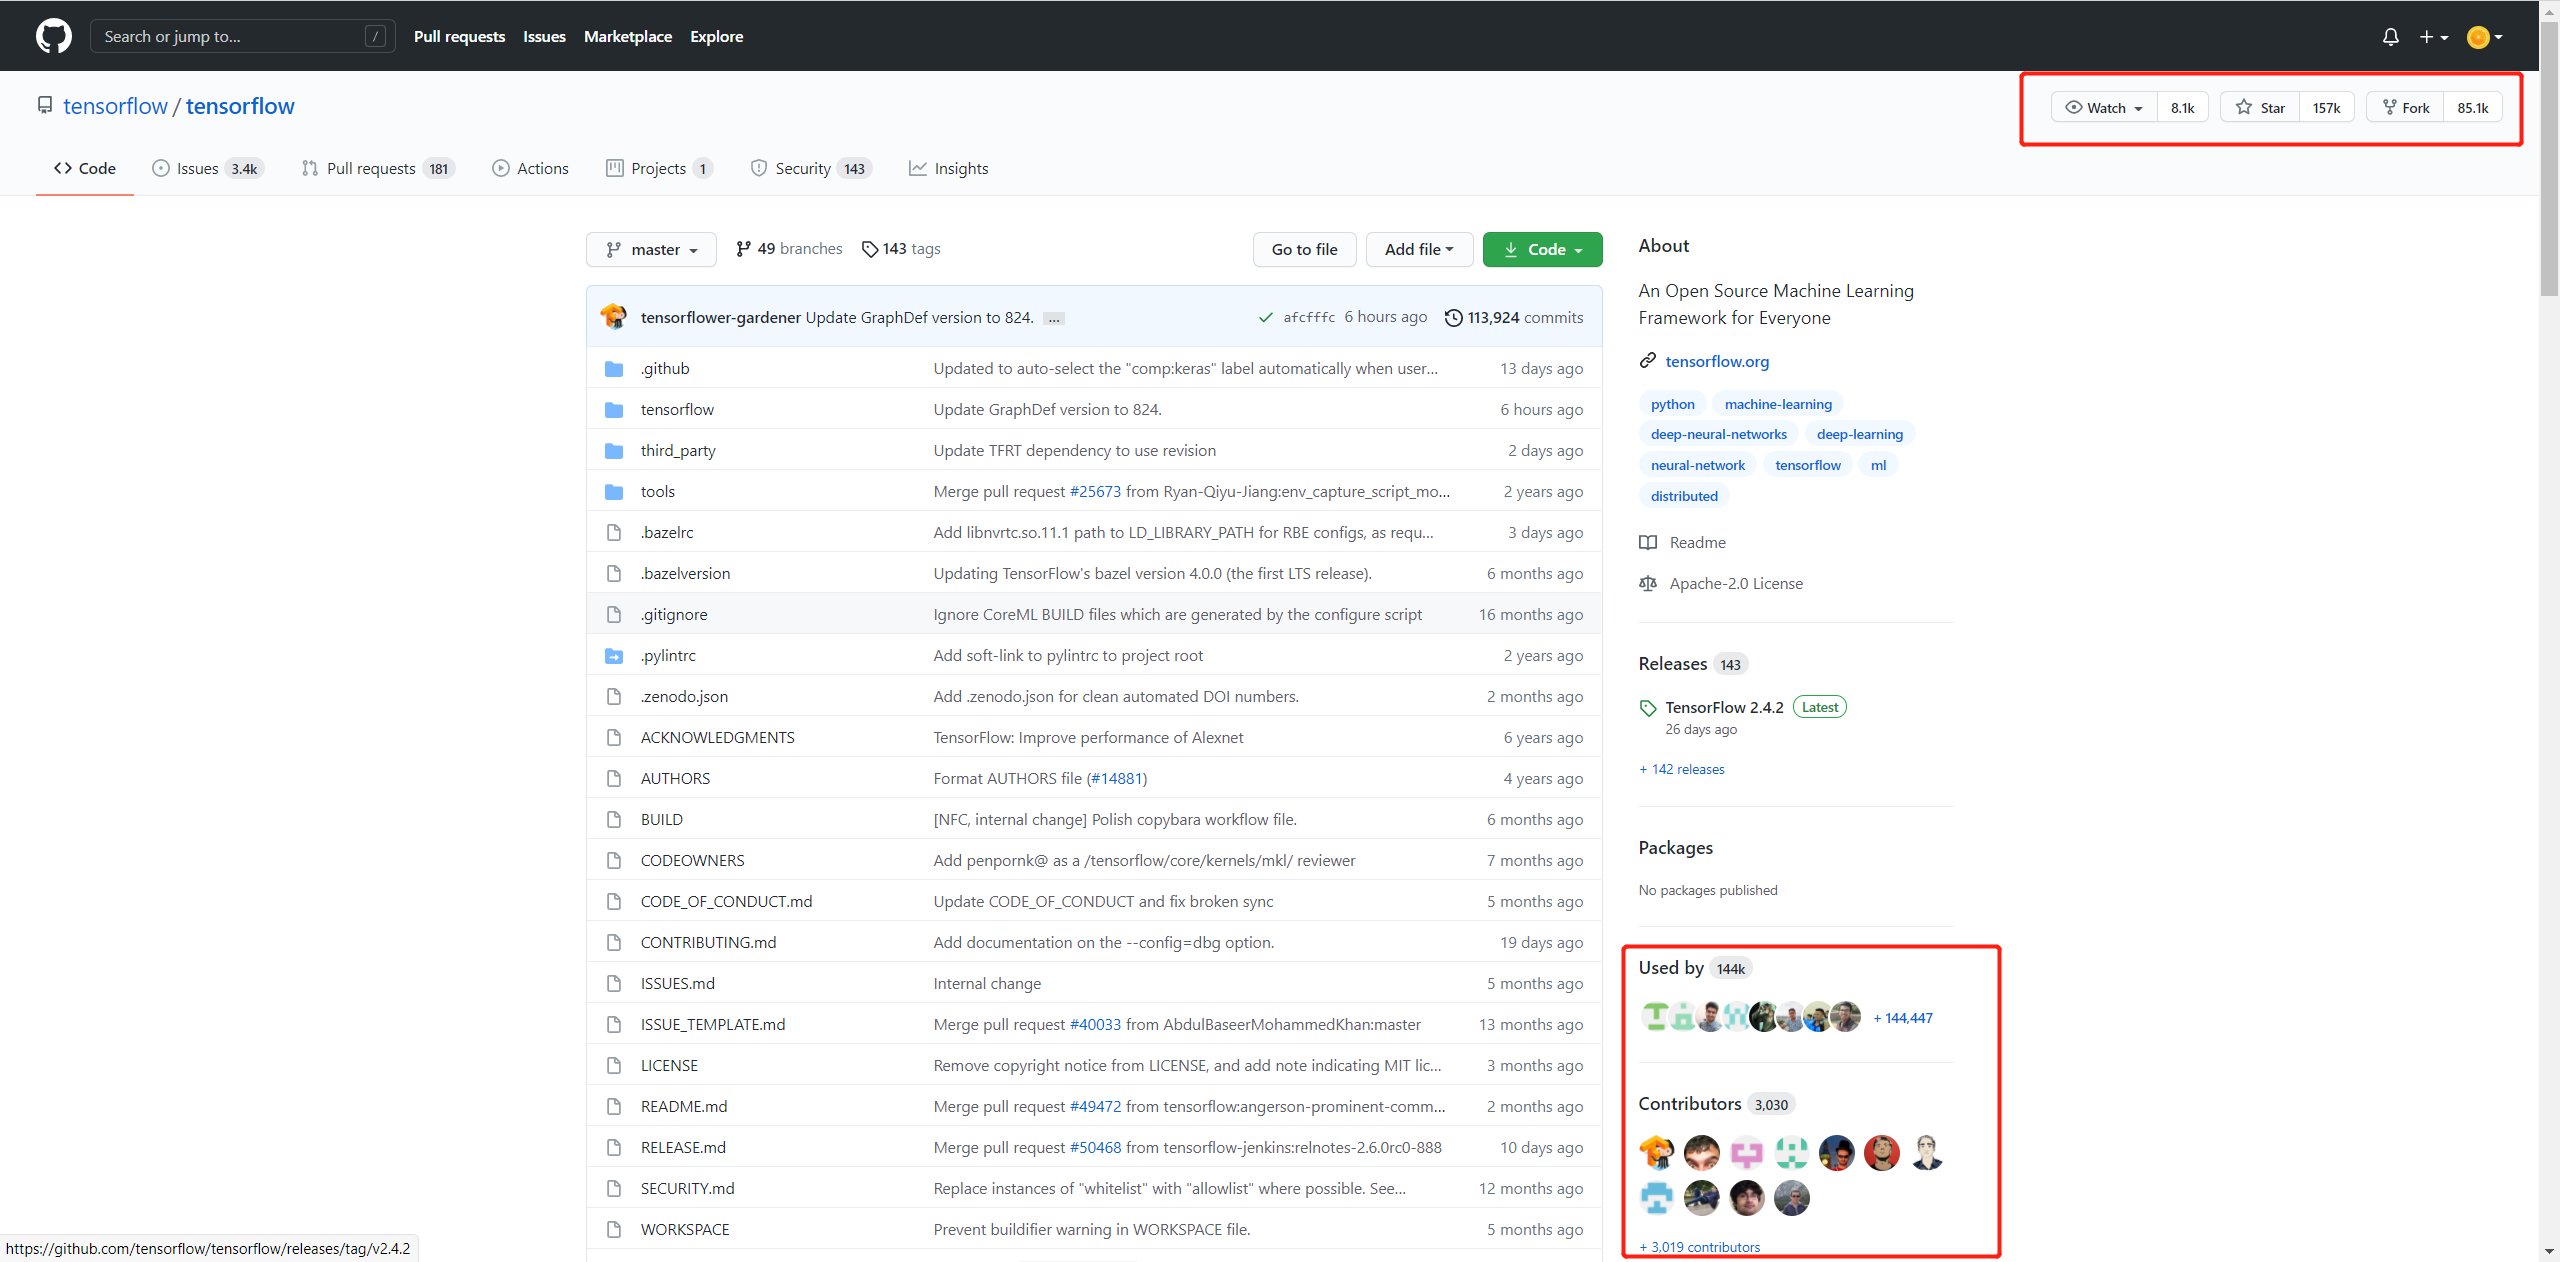 Search or jump to... / Pull requests Issues Marketplace Explore
tensorflow / tensorflow Watch 8.1k Star 157k Fork 85.1k
Code Issues 3.4k Pull requests 181 Actions Projects 1 Security 143 Insights
master 49 branches 143 tags Go to file Add file Code
tensorflower-gardener Update GraphDef version to 824. ... afcfffc 6 hours ago 113,924 commits
.github Updated to auto-select the "comp:keras" label automatically when user... 13 days ago
tensorflow Update GraphDef version to 824. 6 hours ago
third_party Update TFRT dependency to use revision 2 days ago
tools Merge pull request #25673 from Ryan-Qiyu-Jiang:env_capture_script_mo... 2 years ago
.bazelrc Add libnvrtc.so.11.1 path to LD_LIBRARY_PATH for RBE configs, as requ... 3 days ago
.bazelversion Updating TensorFlow's bazel version 4.0.0 (the first LTS release). 6 months ago
.gitignore Ignore CoreML BUILD files which are generated by the configure script 16 months ago
.pylintrc Add soft-link to pylintrc to project root 2 years ago
.zenodo.json Add .zenodo.json for clean automated DOI numbers. 2 months ago
ACKNOWLEDGMENTS TensorFlow: Improve performance of Alexnet 6 years ago
AUTHORS Format AUTHORS file (#14881) 4 years ago
BUILD [NFC, internal change] Polish copybara workflow file. 6 months ago
CODEOWNERS Add penpornk@ as a /tensorflow/core/kernels/mkl/ reviewer 7 months ago
CODE_OF_CONDUCT.md Update CODE_OF_CONDUCT and fix broken sync 5 months ago
CONTRIBUTING.md Add documentation on the --config=dbg option. 19 days ago
ISSUES.md Internal change 5 months ago
ISSUE_TEMPLATE.md Merge pull request #40033 from AbdulBaseerMohammedKhan:master 13 months ago
LICENSE Remove copyright notice from LICENSE, and add note indicating MIT lic... 3 months ago
README.md Merge pull request #49472 from tensorflow:angerson-prominent-comm... 2 months ago
RELEASE.md Merge pull request #50468 from tensorflow-jenkins:relnotes-2.6.0rc0-888 10 days ago
SECURITY.md Replace instances of "whitelist" with "allowlist" where possible. See... 12 months ago
WORKSPACE Prevent buildifier warning in WORKSPACE file. 5 months ago
About
An Open Source Machine Learning
Framework for Everyone
tensorflow.org
python machine-learning
deep-neural-networks deep-learning
neural-network tensorflow ml
distributed
Readme
Apache-2.0 License
Releases 143
TensorFlow 2.4.2 Latest
26 days ago
+ 142 releases
Packages
No packages published
Used by 144k
+ 144,447
Contributors 3,030
+ 3,019 contributors
https://github.com/tensorflow/tensorflow/releases/tag/v2.4.2